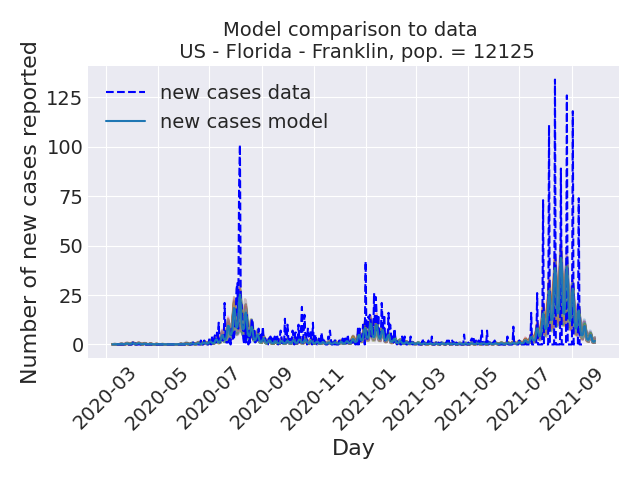 Model comparison to data
US - Florida - Franklin, pop. = 12125
new cases data
new cases model
Number of new cases reported
125
100
75
50
25
0
2020-03
2020-05
2020-07
2020-09
2020-11
2021-01
2021-03
2021-05
2021-07
2021-09
Day